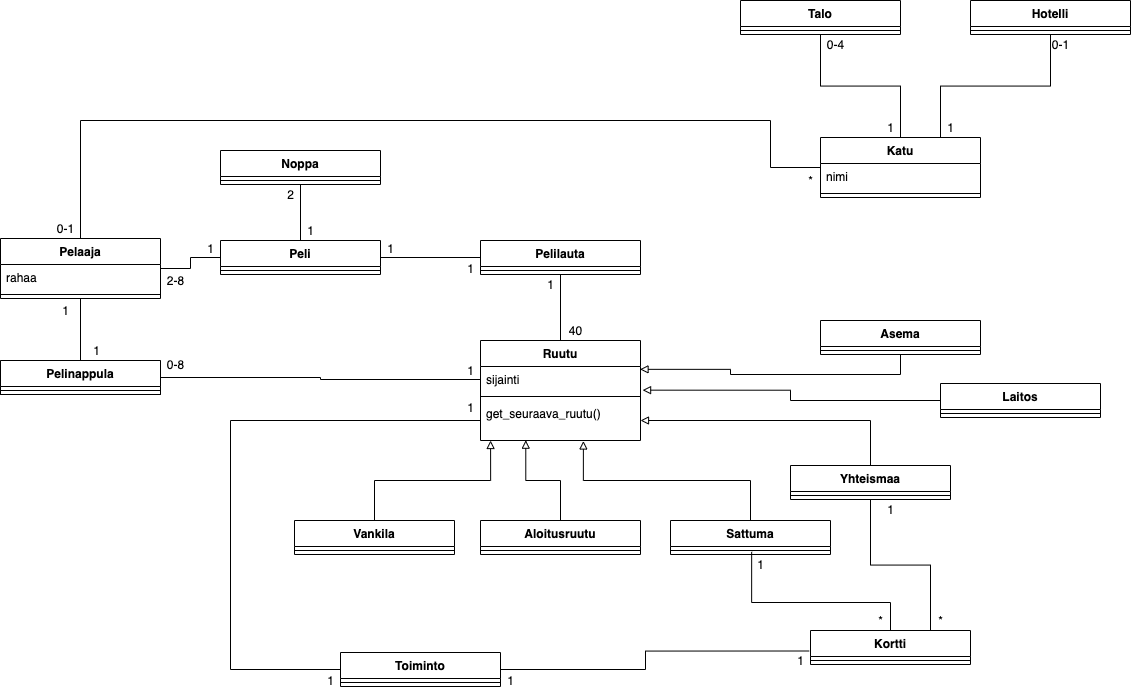 Talo
Hotelli
0-4
0-1
1
1
Katu
nimi
*
Noppa
2
1
0-1
Pelaaja
rahaa
1
2-8
Peli
1
1
Pelilauta
1
40
1
1
Pelinappula
0-8
1
Ruutu
sijainti
1
get_seuraava_ruutu()
Asema
Laitos
Yhteismaa
1
Vankila
Aloitusruutu
Sattuma
1
*
*
Kortti
1
Toiminto
1
1